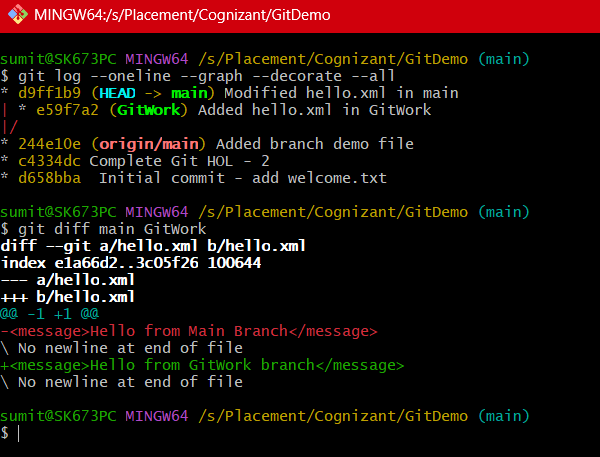 MINGW64:/s/Placement/Cognizant/GitDemo
sumit@SK673PC MINGW64 /s/Placement/Cognizant/GitDemo (main)
$ git log --oneline --graph --decorate --all
* d9ff1b9 (HEAD -> main) Modified hello.xml in main
| * e59f7a2 (GitWork) Added hello.xml in GitWork
|/
* 244e10e (origin/main) Added branch demo file
* c4334dc Complete Git HOL - 2
* d658bba  Initial commit - add welcome.txt
sumit@SK673PC MINGW64 /s/Placement/Cognizant/GitDemo (main)
$ git diff main GitWork
diff --git a/hello.xml b/hello.xml
index e1a66d2..3c05f26 100644
--- a/hello.xml
+++ b/hello.xml
@@ -1 +1 @@
-<message>Hello from Main Branch</message>
\ No newline at end of file
+<message>Hello from GitWork branch</message>
\ No newline at end of file
sumit@SK673PC MINGW64 /s/Placement/Cognizant/GitDemo (main)
$